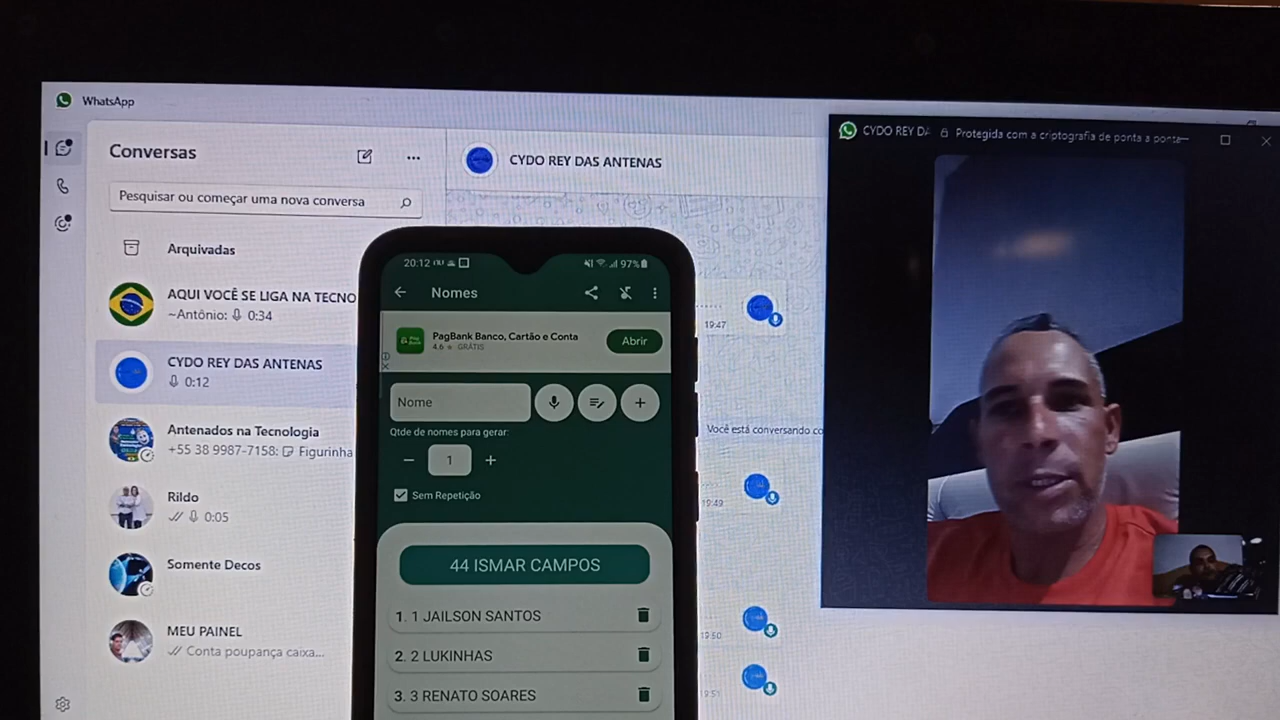 WhatsApp
Conversas
Pesquisar ou começar uma nova conversa
Arquivadas
AQUI VOCÊ SE LIGA NA TECNO
~Antônio: 0:34
CYDO REY DAS ANTENAS
0:12
Antenados na Tecnologia
+55 38 9987-7158: Figurinha
Rildo
0:05
Somente Decos
MEU PAINEL
Conta poupança caixa...
CYDO REY DAS ANTENAS
19:47
Você está conversando co
19:49
19:50
19:51
20:12
97%
Nomes
PagBank Banco, Cartão e Conta
4.6 ★ GRÁTIS
Abrir
Nome
Qtde de nomes para gerar:
1
Sem Repetição
44 ISMAR CAMPOS
1. 1 JAILSON SANTOS
2. 2 LUKINHAS
3. 3 RENATO SOARES
CYDO REY DA Protegida com a criptografia de ponta a ponta